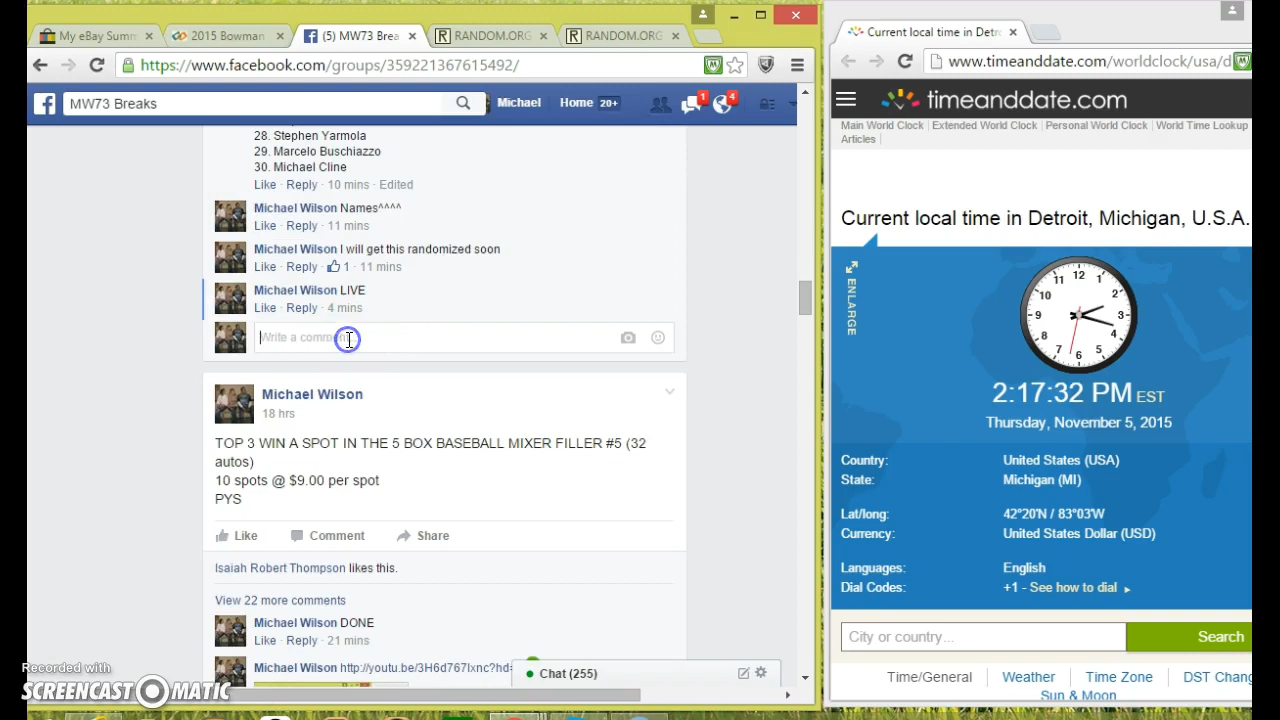 My eBay Summ
2015 Bowman
(5) MW73 Brea
RANDOM.ORG
RANDOM.ORG
https://www.facebook.com/groups/359221367615492/
MW73 Breaks
Michael
Home 20+
1
4
28. Stephen Yarmola
29. Marcelo Buschiazzo
30. Michael Cline
Like · Reply · 10 mins · Edited
Michael Wilson Names^^^^
Like · Reply · 11 mins
Michael Wilson I will get this randomized soon
Like · Reply · 1 · 11 mins
Michael Wilson LIVE
Like · Reply · 4 mins
Write a comment...
Michael Wilson
18 hrs
TOP 3 WIN A SPOT IN THE 5 BOX BASEBALL MIXER FILLER #5 (32
autos)
10 spots @ $9.00 per spot
PYS
Like Comment Share
Isaiah Robert Thompson likes this.
View 22 more comments
Michael Wilson DONE
Like · Reply · 21 mins
Michael Wilson http://youtu.be/3H6d767Ixnc?hd=
Chat (255)
Recorded with
SCREENCAST O MATIC
Current local time in Detr
www.timeanddate.com/worldclock/usa/d
timeanddate.com
Main World Clock Extended World Clock Personal World Clock World Time Lookup
Articles
Current local time in Detroit, Michigan, U.S.A.
ENLARGE
12 1 2 3 4 5 6 7 8 9 10 11
2:17:32 PM EST
Thursday, November 5, 2015
Country: United States (USA)
State: Michigan (MI)
Lat/long: 42°20'N / 83°03'W
Currency: United States Dollar (USD)
Languages: English
Dial Codes: +1 - See how to dial
City or country...
Search
Time/General Weather Time Zone DST Chang
Sun & Moon